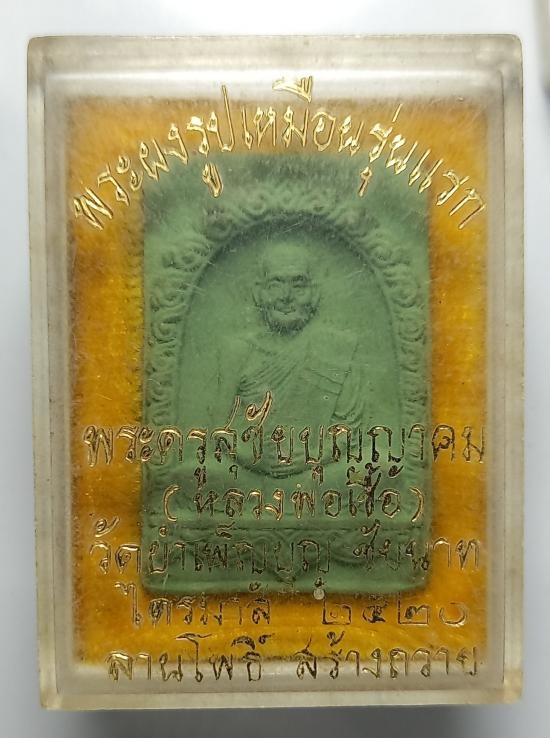 พระผงรูปเหมือนรุ่นแรก
พระครูสุชัยบุญญาคม
( หลวงพ่อเชื้อ )
วัดย่ำเพ็ญบุญ ชัยนาท
ไตรมาส ๒๕๒๐
ลานโพธิ์ สร้างถวาย